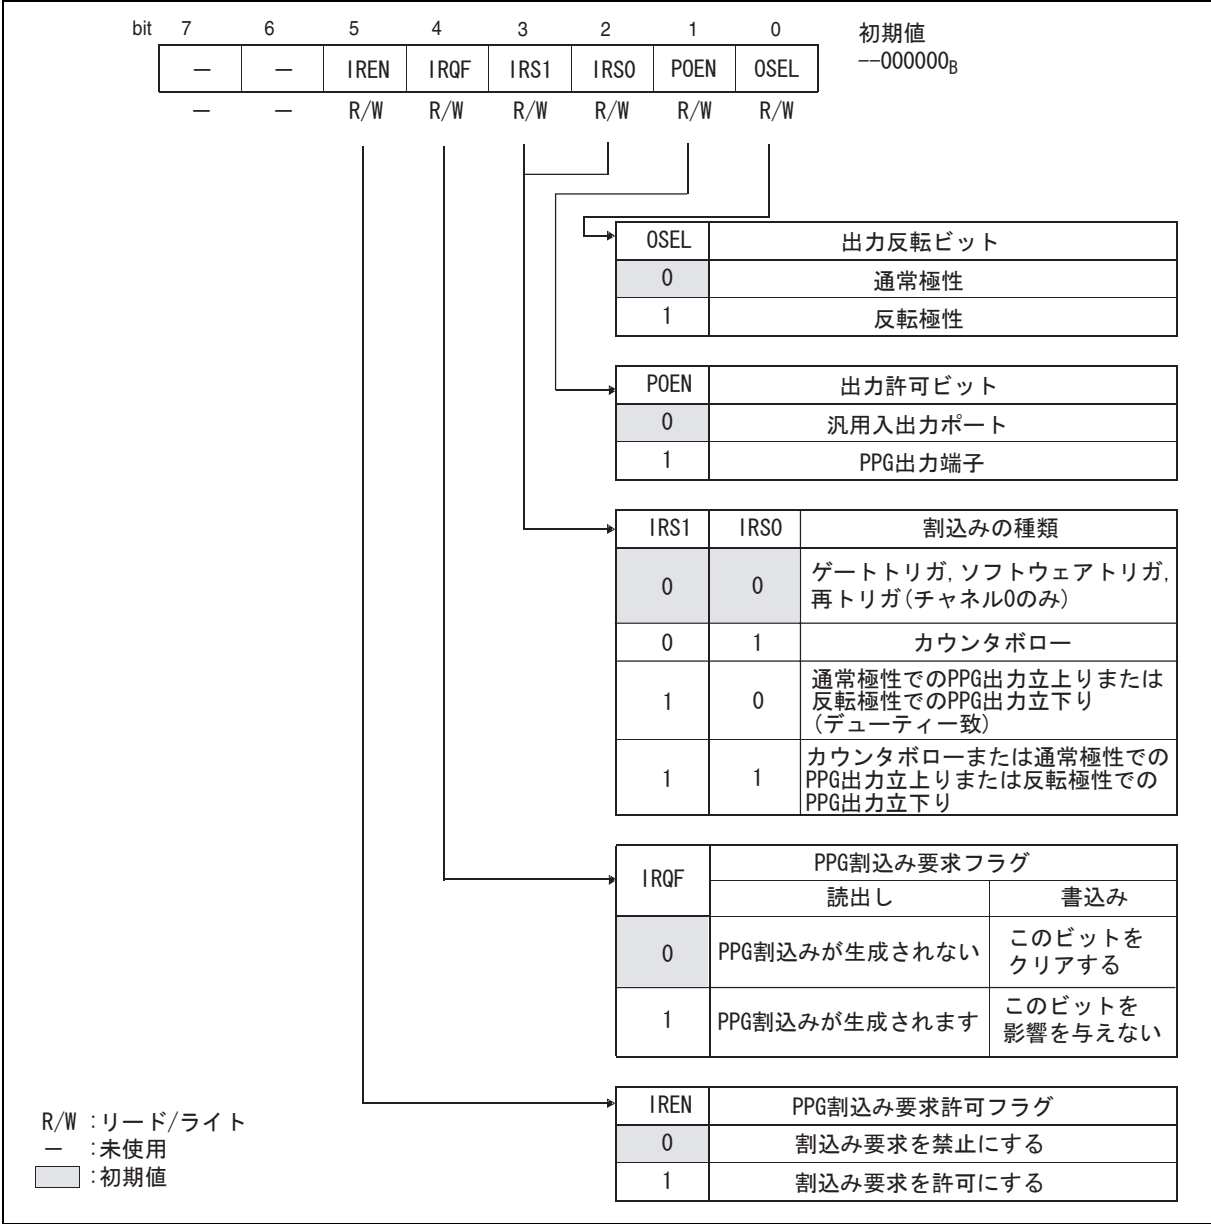 bit 7 6 5 4 3 2 1 0 初期値
－ － IREN IRQF IRS1 IRS0 POEN OSEL --000000B
－ － R/W R/W R/W R/W R/W R/W
OSEL 出力反転ビット
0 通常極性
1 反転極性
POEN 出力許可ビット
0 汎用入出力ポート
1 PPG出力端子
IRS1 IRS0 割込みの種類
0 0 ゲートトリガ, ソフトウェアトリガ,
再トリガ(チャネル0のみ)
0 1 カウンタボロー
1 0 通常極性でのPPG出力立上りまたは
反転極性でのPPG出力立下り
(デューティ一致)
1 1 カウンタボローまたは通常極性での
PPG出力立上りまたは反転極性での
PPG出力立下り
IRQF PPG割込み要求フラグ
読出し 書込み
0 PPG割込みが生成されない このビットを
クリアする
1 PPG割込みが生成されます このビットを
影響を与えない
IREN PPG割込み要求許可フラグ
0 割込み要求を禁止にする
1 割込み要求を許可にする
R/W :リード/ライト
－ :未使用
:初期値